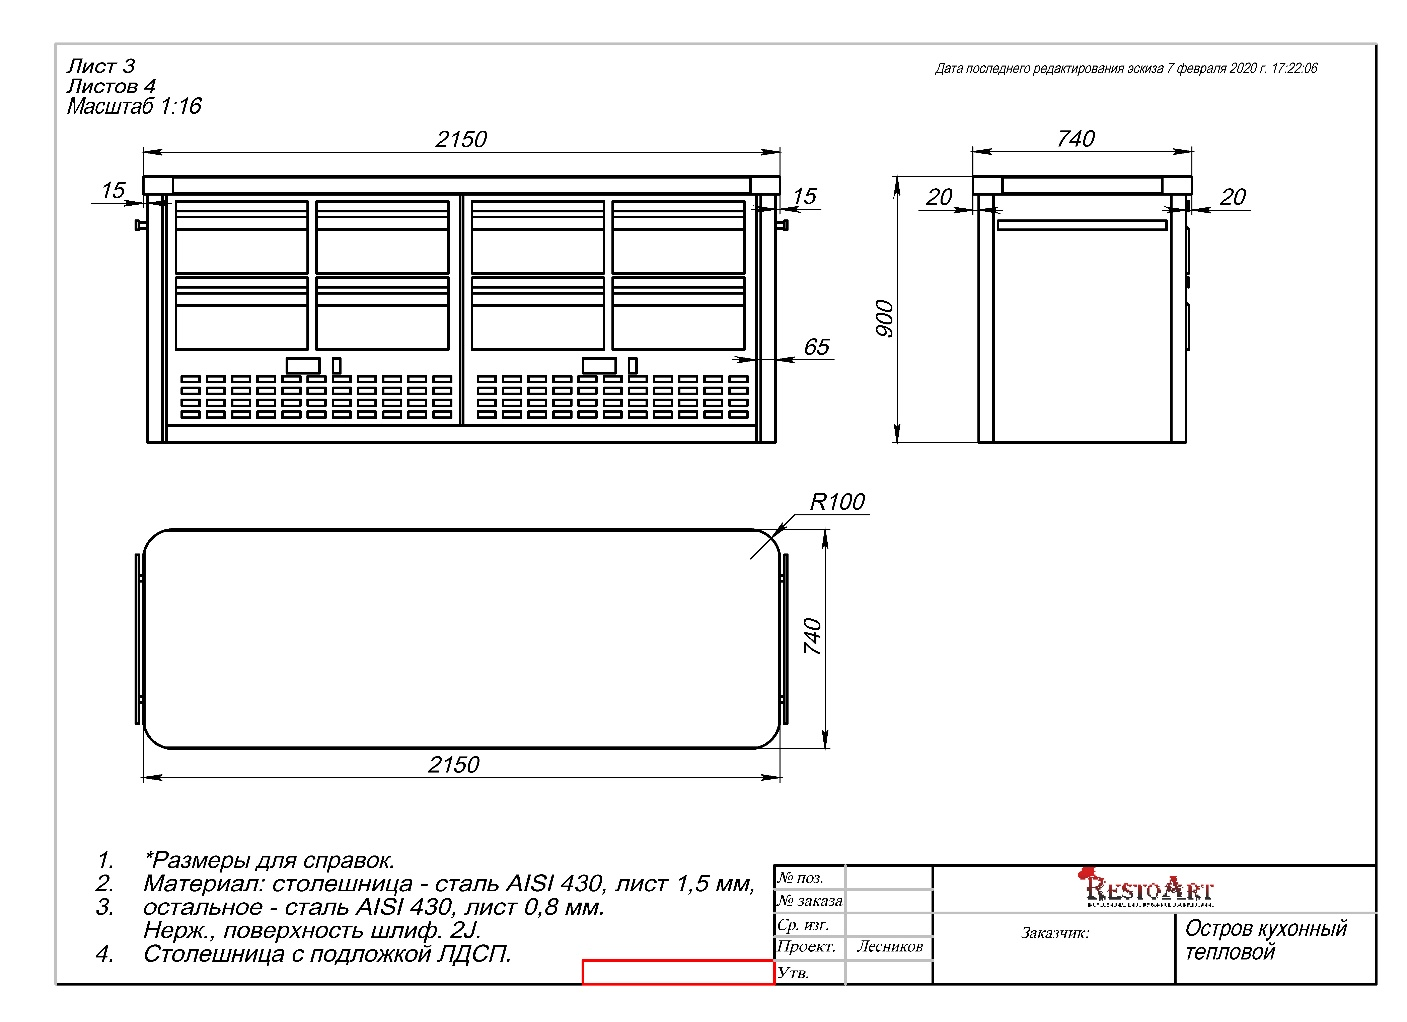 Лист 3
Листов 4
Масштаб 1:16
Дата последнего редактирования эскиза 7 февраля 2020 г. 17:22:06
2150
740
15
15
20
20
900
65
R100
740
2150
1. *Размеры для справок.
2. Материал: столешница - сталь AISI 430, лист 1,5 мм,
3. остальное - сталь AISI 430, лист 0,8 мм.
Нерж., поверхность шлиф. 2J.
4. Столешница с подложкой ЛДСП.
№ поз.
№ заказа
Ср. изг.
Проект. Лесников
Утв.
RESTOART
Заказчик:
Остров кухонный
тепловой